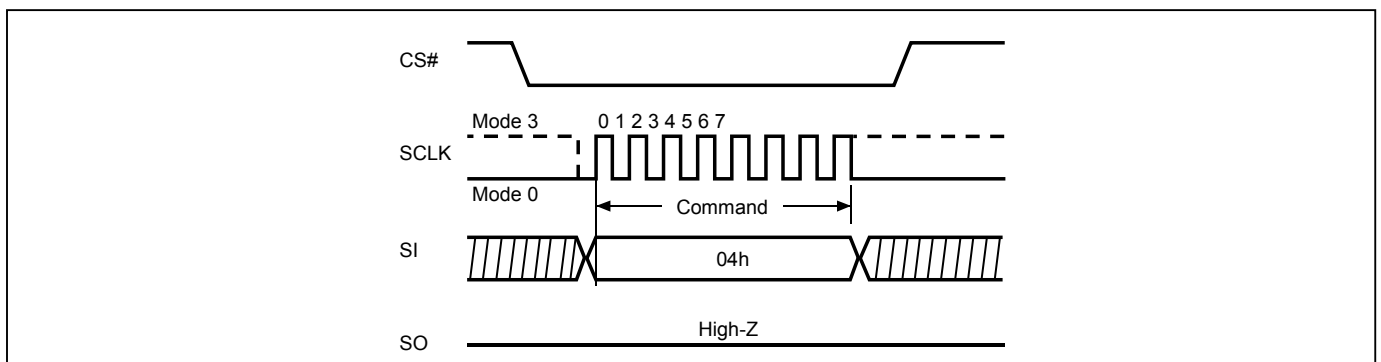 CS#
Mode 3 0 1 2 3 4 5 6 7
SCLK
Mode 0
Command
SI
04h
High-Z
SO